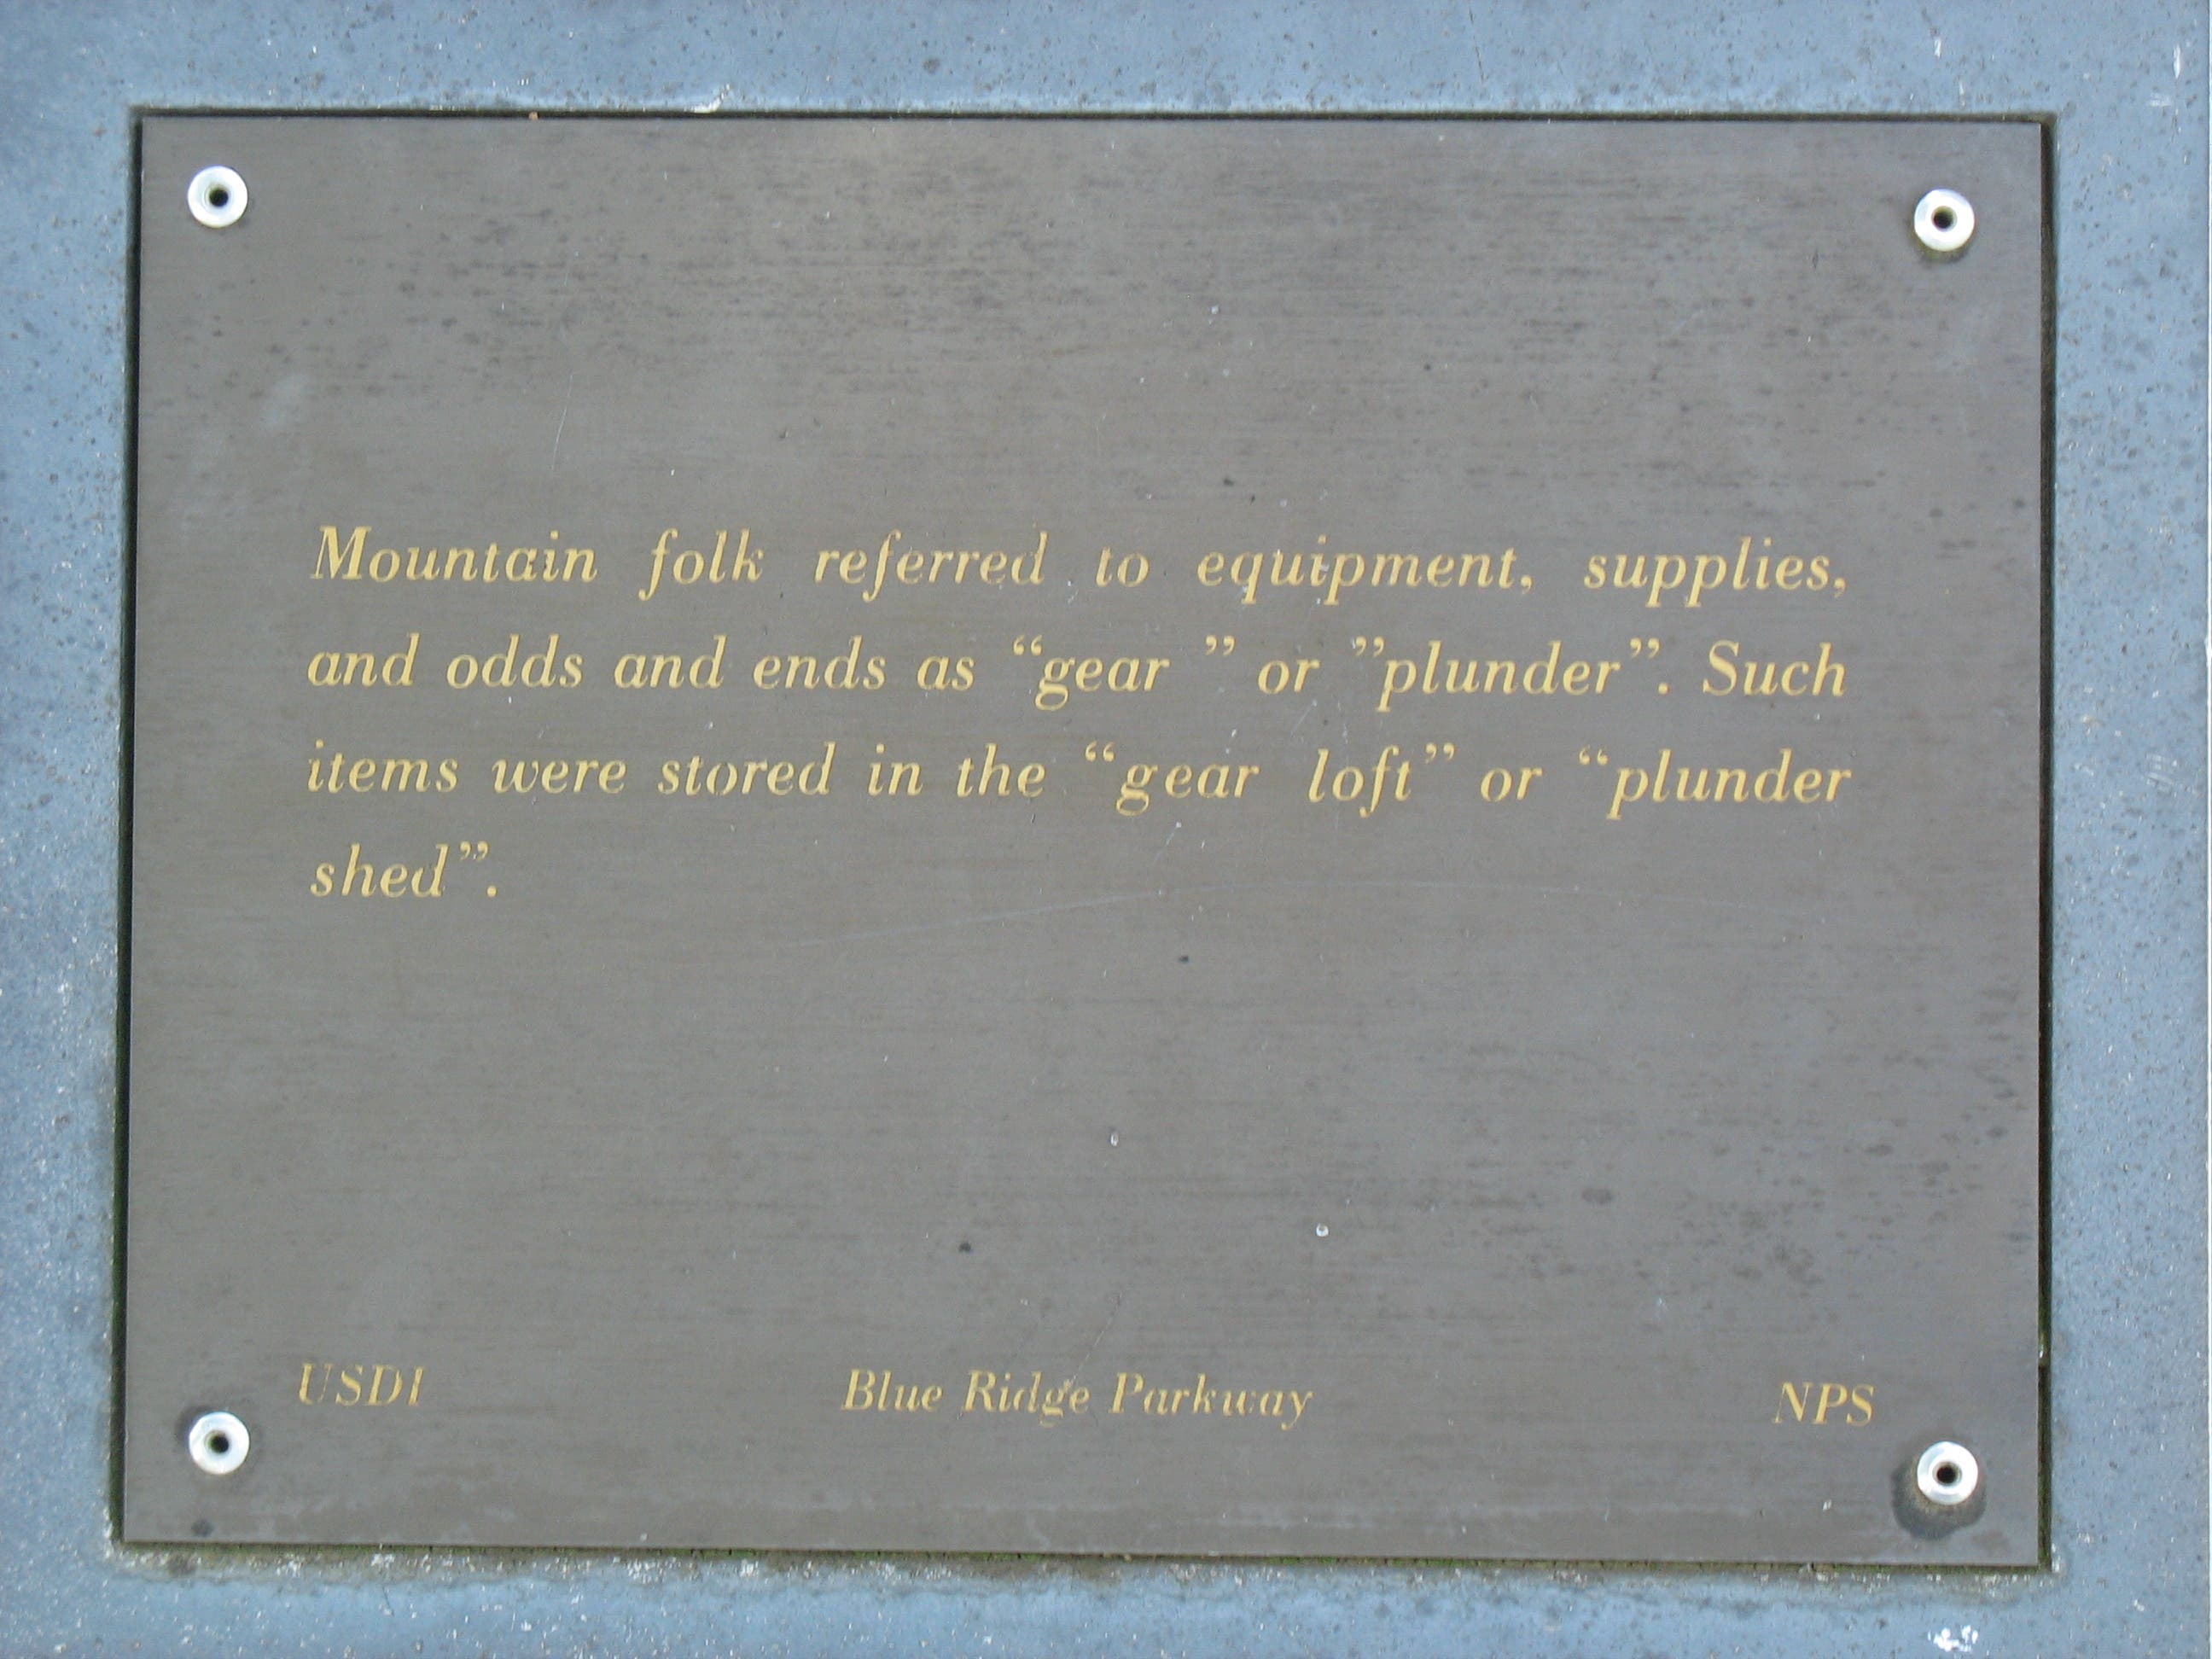 Mountain folk referred to equipment, supplies,
and odds and ends as “gear ” or ”plunder”. Such
items were stored in the “gear loft” or “plunder
shed”.
USDI Blue Ridge Parkway NPS